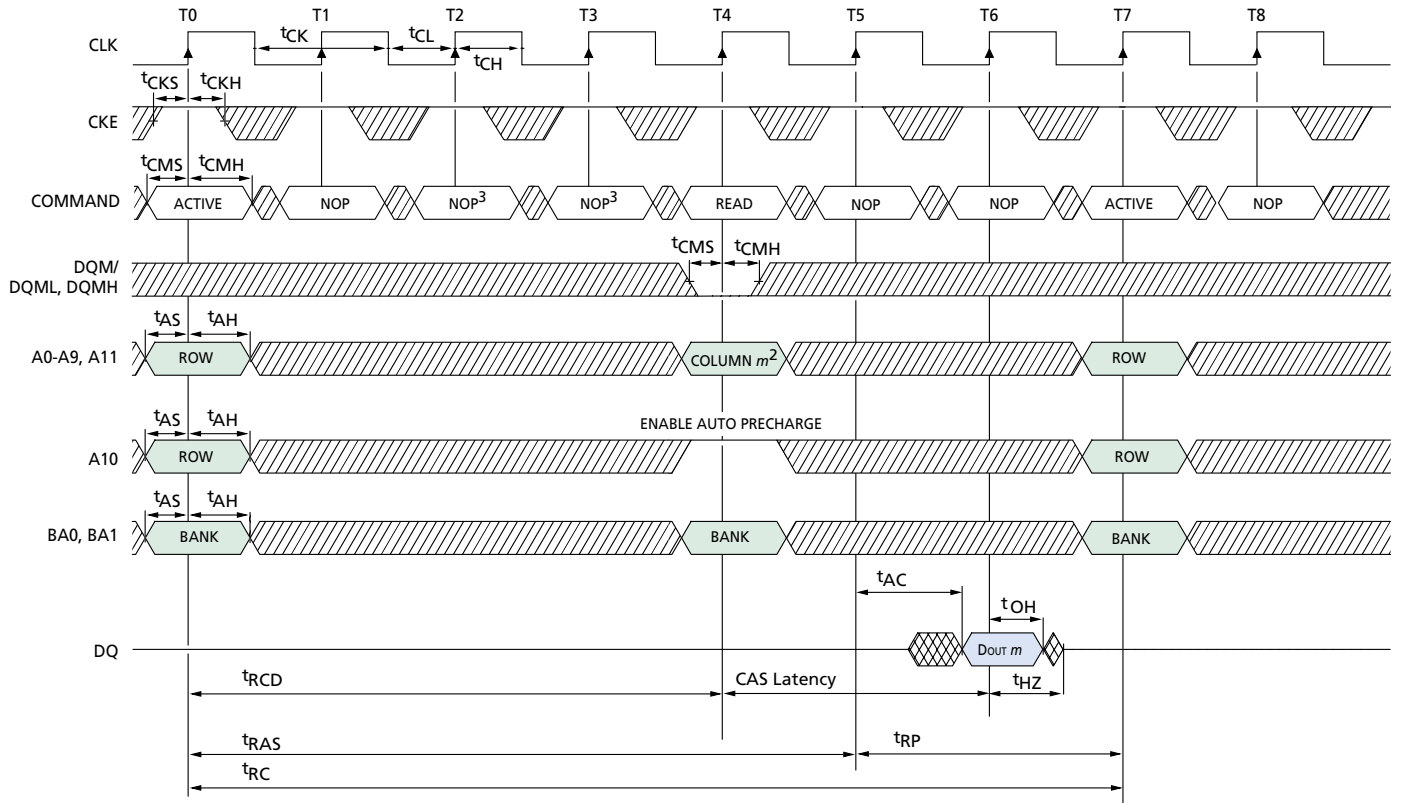 T0 T1 T2 T3 T4 T5 T6 T7 T8
CLK tCK tCL tCH
tCKS tCKH
CKE
tCMS tCMH
COMMAND ACTIVE NOP NOP3 NOP3 READ NOP NOP ACTIVE NOP
tCMS tCMH
DQM/
DQML, DQMH
tAS tAH
A0-A9, A11 ROW COLUMN m2 ROW
tAS tAH
ENABLE AUTO PRECHARGE
A10 ROW ROW
tAS tAH
BA0, BA1 BANK BANK BANK
tAC
tOH
DQ DOUT m
tRCD CAS Latency tHZ
tRAS tRP
tRC